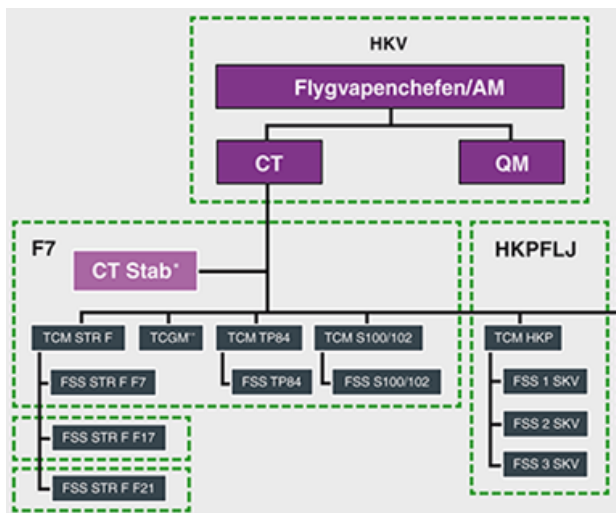 HKV
Flygvapenchefen/AM
CT
QM
F7
CT Stab*
HKPFLJ
TCM STR F
TCGM**
TCM TP84
TCM S100/102
TCM HKP
FSS STR F F7
FSS TP84
FSS S100/102
FSS 1 SKV
FSS STR F F17
FSS 2 SKV
FSS STR F F21
FSS 3 SKV